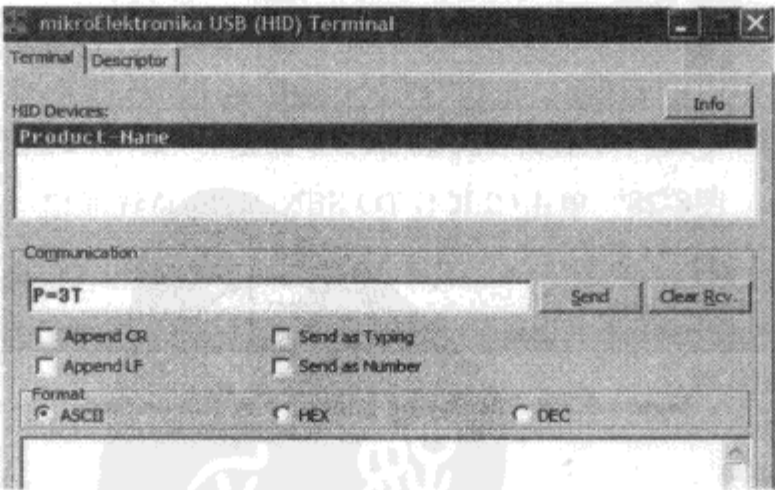 mikroElektronika USB (HID) Terminal
Terminal Descriptor
HID Devices:
Info
Product-Name
Communication
P=3T
Send Clear Rcv.
Append CR Send as Typing
Append LF Send as Number
Format
ASCII HEX DEC